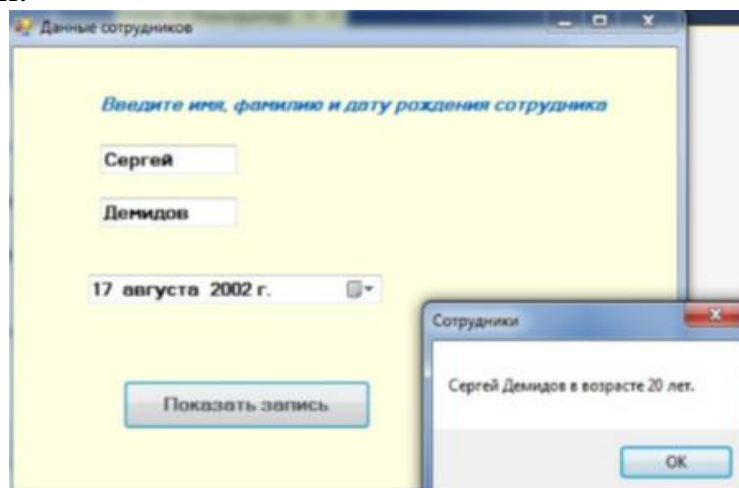 Данные сотрудников
Введите имя, фамилию и дату рождения сотрудника
Сергей
Демидов
17 августа 2002 г.
Сотрудники
Сергей Демидов в возрасте 20 лет.
Показать запись
OK